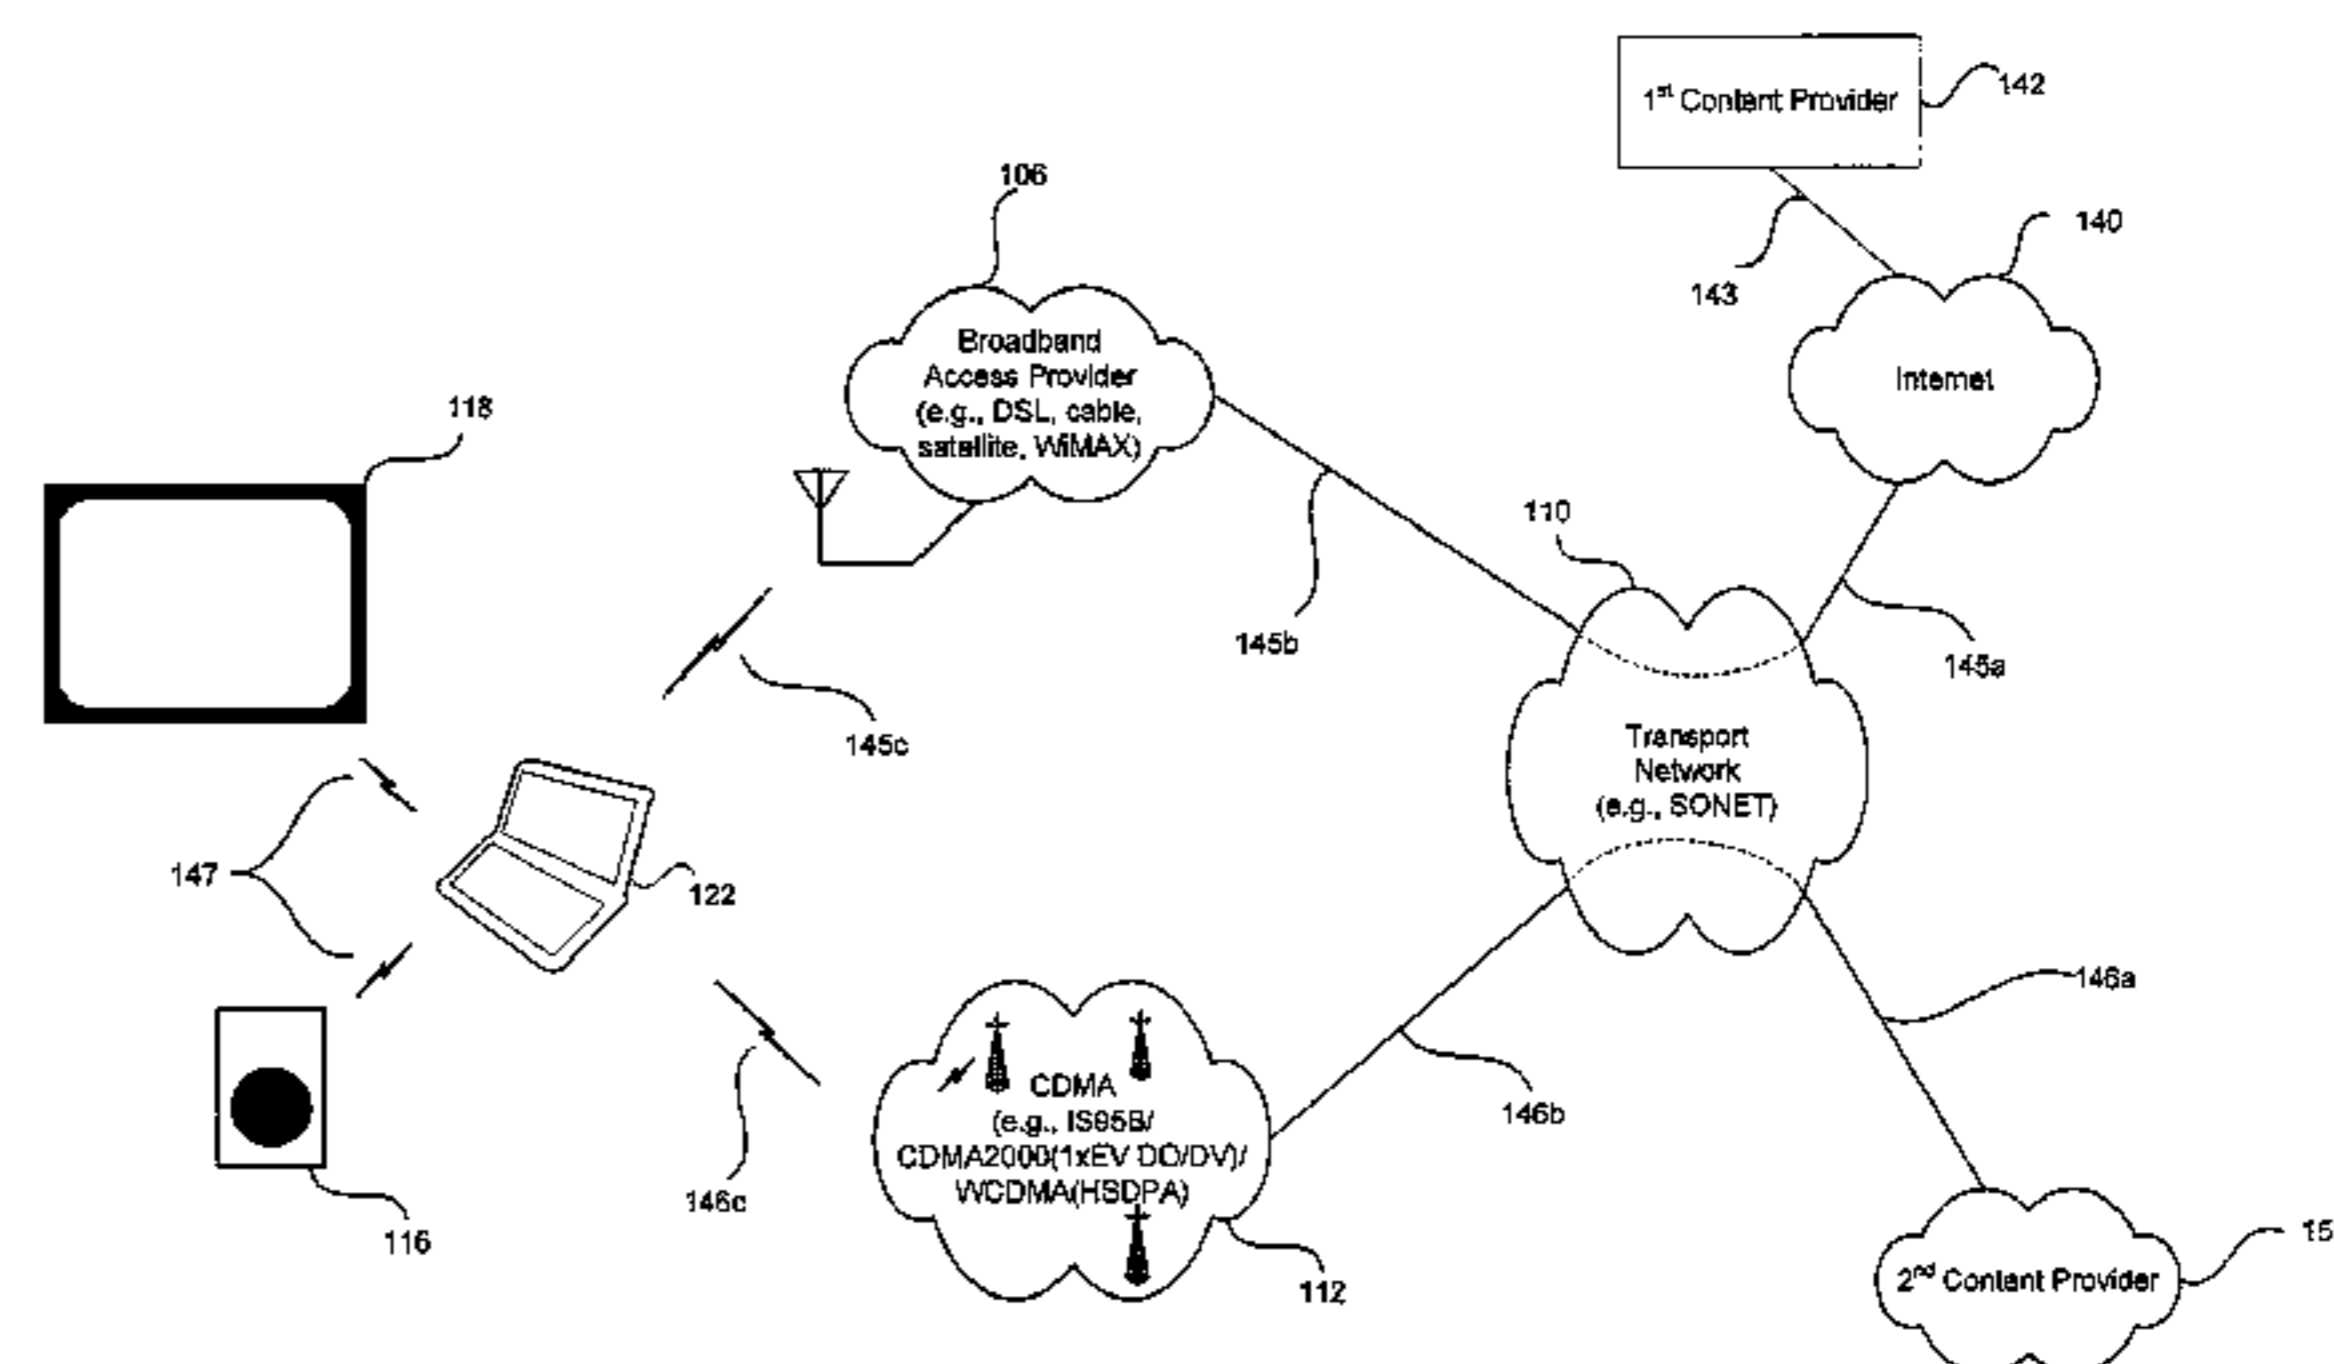 1st Content Provider
142
106
140
143
Broadband
Access Provider
(e.g., DSL, cable,
satellite, WiMAX)
Internet
118
110
145b
145a
145c
Transport
Network
(e.g., SONET)
147
122
146a
CDMA
(e.g., IS95B/
CDMA2000(1xEV DO/DV)/
WCDMA(HSDPA)
146b
146c
116
112
15
2nd Content Provider